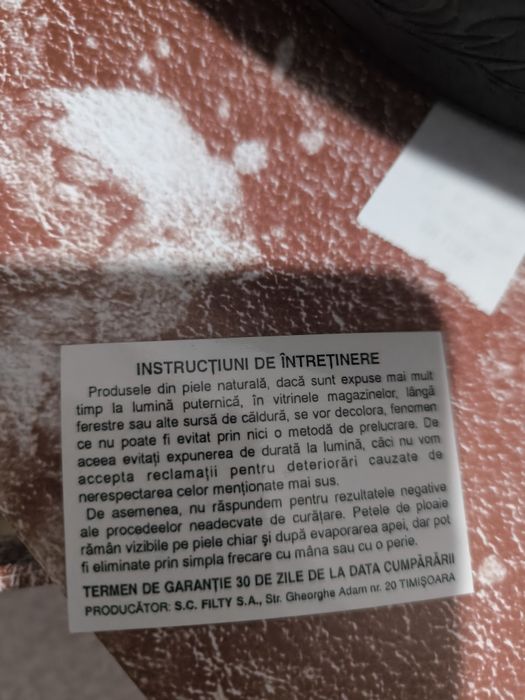 INSTRUCȚIUNI DE ÎNTREȚINERE
Produsele din piele naturală, dacă sunt expuse mai mult
timp la lumină puternică, în vitrinele magazinelor, lângă
ferestre sau alte sursă de căldură, se vor decolora, fenomen
ce nu poate fi evitat prin nici o metodă de prelucrare. De
aceea evitați expunerea de durată la lumină, căci nu vom
accepta reclamații pentru deteriorări cauzate de
nerespectarea celor menționate mai sus.
De asemenea, nu răspundem pentru rezultatele negative
ale procedeelor neadecvate de curățare. Petele de ploaie
rămân vizibile pe piele chiar și după evaporarea apei, dar pot
fi eliminate prin simpla frecare cu mâna sau cu o perie.
TERMEN DE GARANȚIE 30 DE ZILE DE LA DATA CUMPĂRĂRII
PRODUCĂTOR: S.C. FILTY S.A., Str. Gheorghe Adam nr. 20 TIMIȘOARA